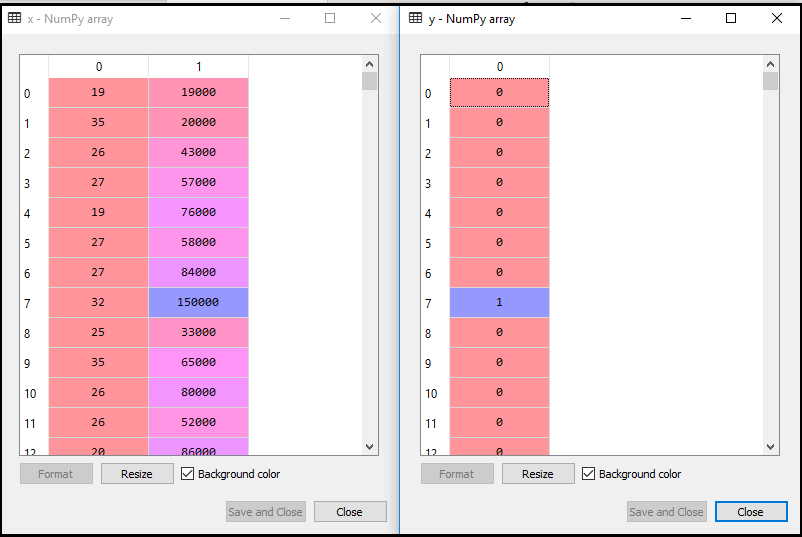 x - NumPy array
0 1
0 19 19000
1 35 20000
2 26 43000
3 27 57000
4 19 76000
5 27 58000
6 27 84000
7 32 150000
8 25 33000
9 35 65000
10 26 80000
11 26 52000
12 20 86000
Format Resize Background color
Save and Close Close
y - NumPy array
0
0 0
1 0
2 0
3 0
4 0
5 0
6 0
7 1
8 0
9 0
10 0
11 0
12 0
Format Resize Background color
Save and Close Close